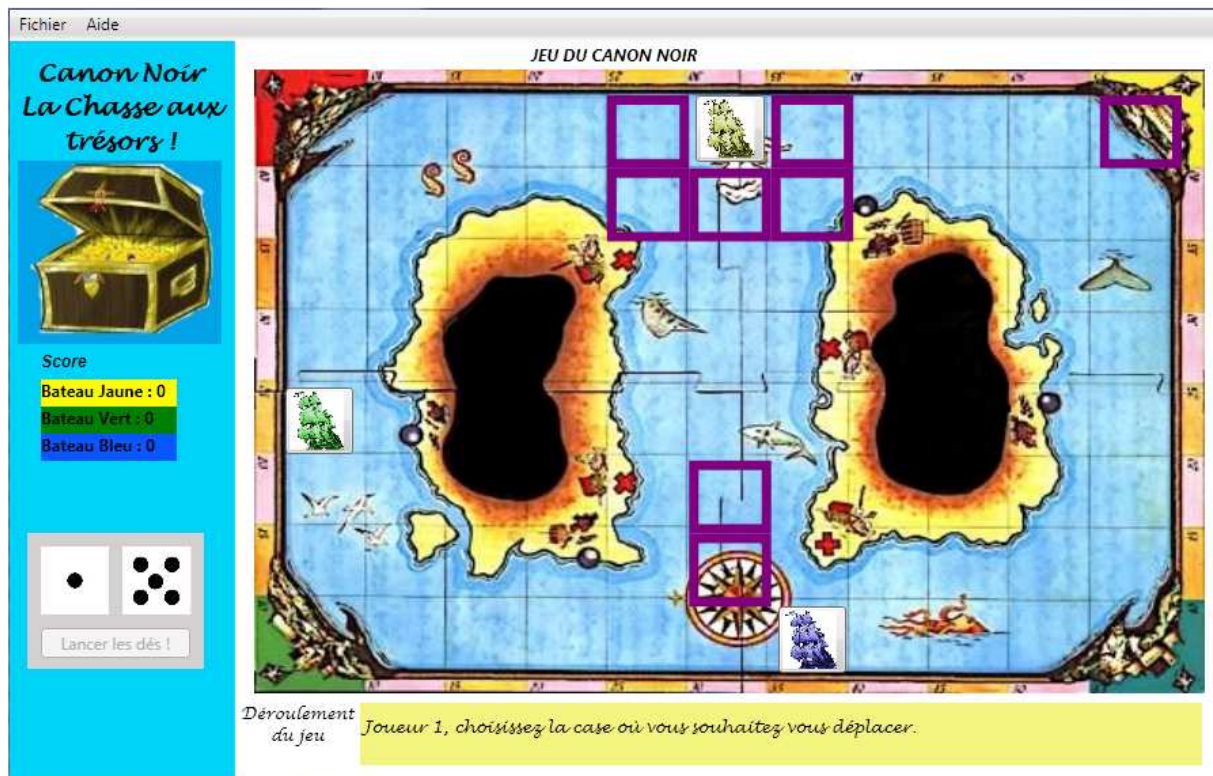 Fichier Aide
JEU DU CANON NOIR
Canon Noir
La Chasse aux
trésors !
Score
Bateau Jaune : 0
Bateau Vert : 0
Bateau Bleu : 0
Lancer les dés !
Déroulement
du jeu
Joueur 1, choisissez la case où vous souhaitez vous déplacer.